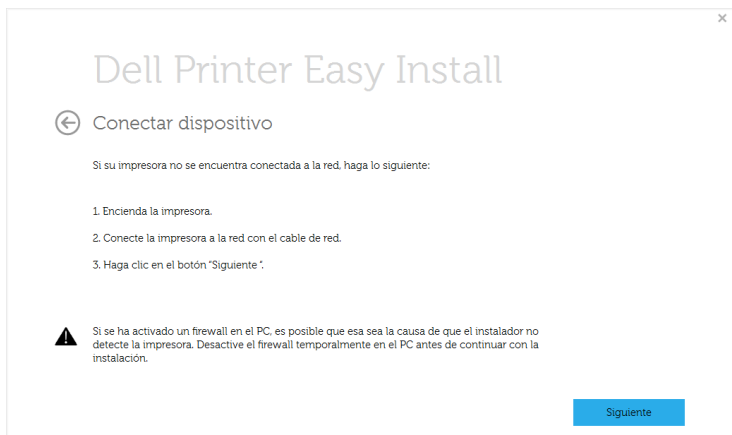 Dell Printer Easy Install
Conectar dispositivo
Si su impresora no se encuentra conectada a la red, haga lo siguiente:
1. Encienda la impresora.
2. Conecte la impresora a la red con el cable de red.
3. Haga clic en el botón "Siguiente ".
Si se ha activado un firewall en el PC, es posible que esa sea la causa de que el instalador no
detecte la impresora. Desactive el firewall temporalmente en el PC antes de continuar con la
instalación.
Siguiente